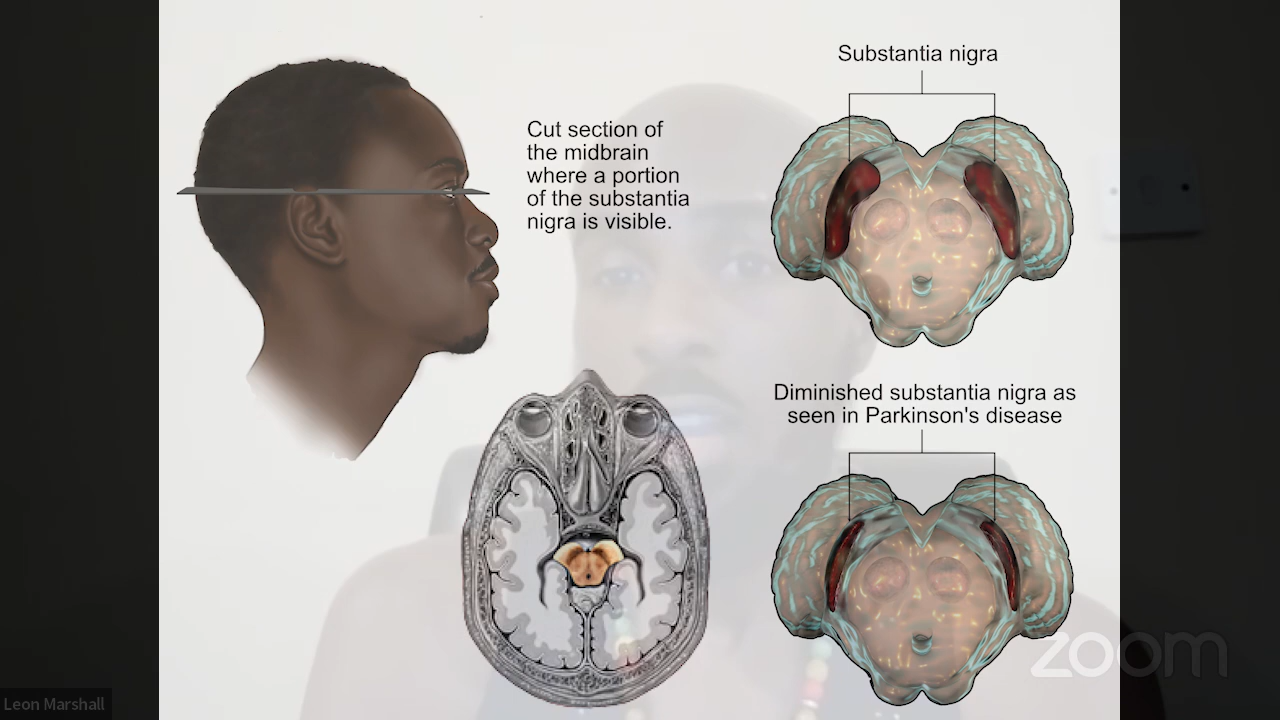 Substantia nigra
Cut section of
the midbrain
where a portion
of the substantia
nigra is visible.
Diminished substantia nigra as
seen in Parkinson's disease
zoom
Leon Marshall